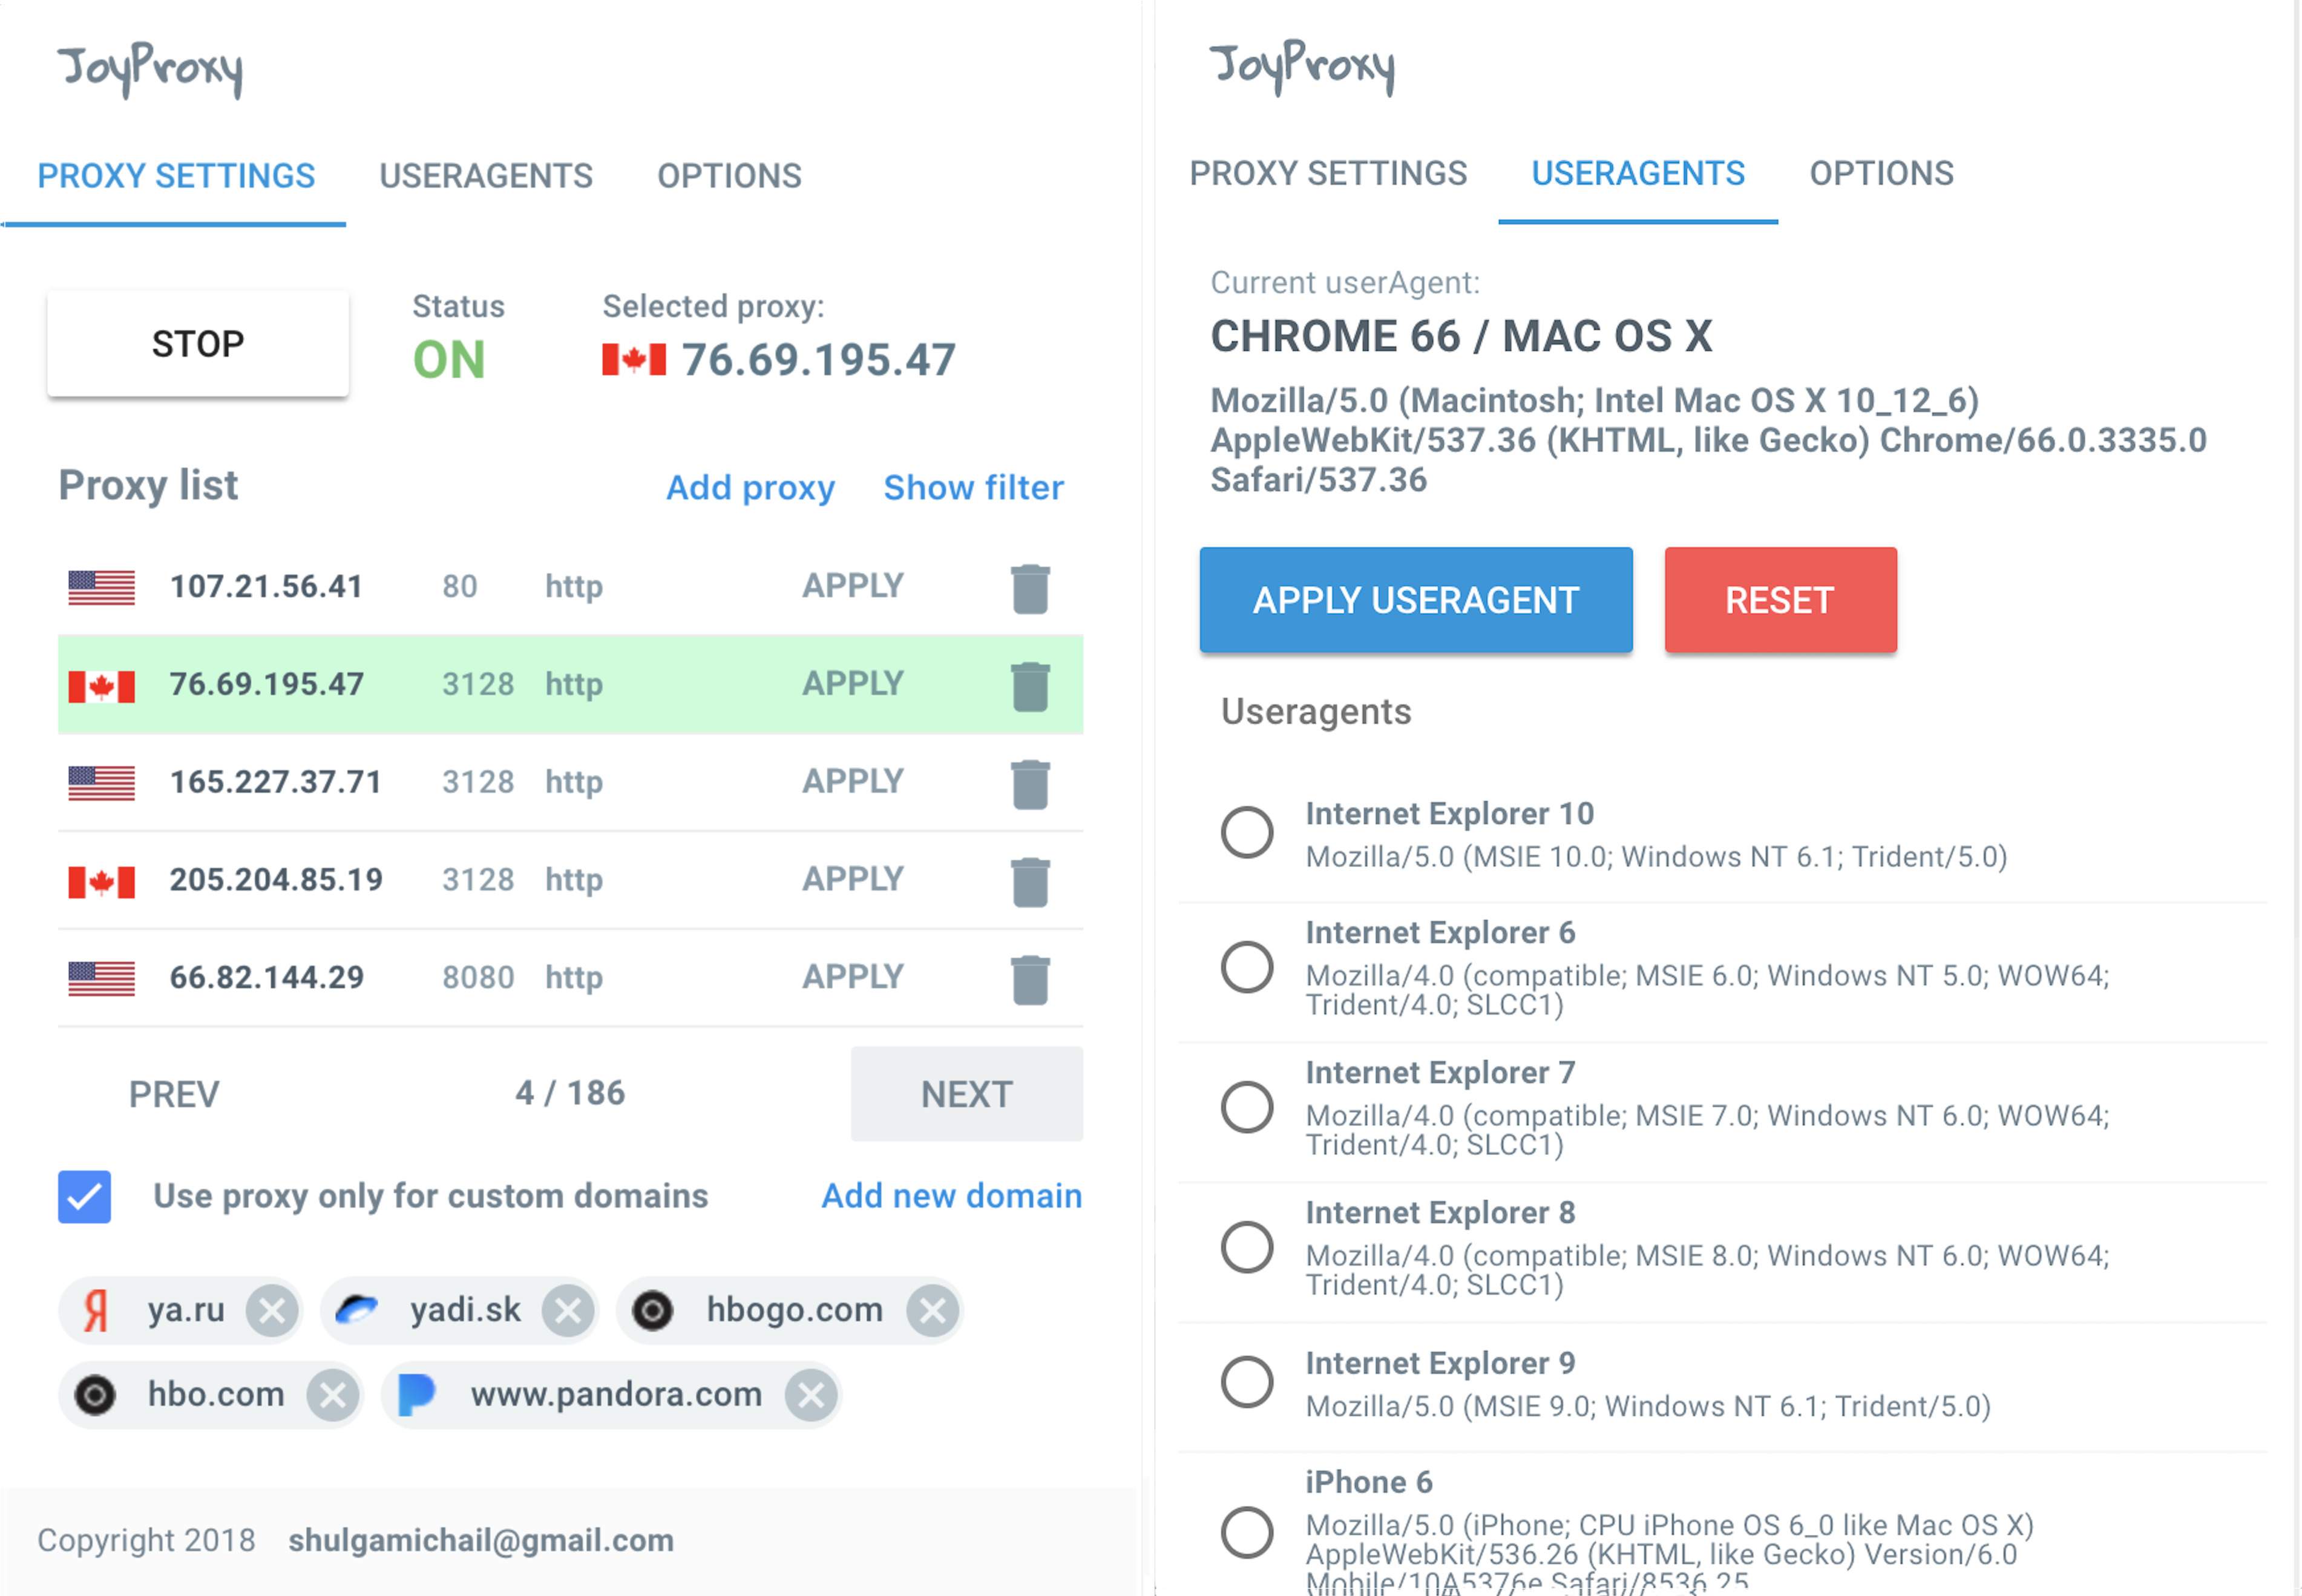 JoyProxy
PROXY SETTINGS USERAGENTS OPTIONS
STOP
Status
ON
Selected proxy:
76.69.195.47
Proxy list Add proxy Show filter
107.21.56.41 80 http APPLY
76.69.195.47 3128 http APPLY
165.227.37.71 3128 http APPLY
205.204.85.19 3128 http APPLY
66.82.144.29 8080 http APPLY
PREV 4 / 186 NEXT
Use proxy only for custom domains Add new domain
Я ya.ru yadi.sk hbogo.com
hbo.com www.pandora.com
Copyright 2018 shulgamichail@gmail.com
JoyProxy
PROXY SETTINGS USERAGENTS OPTIONS
Current userAgent:
CHROME 66 / MAC OS X
Mozilla/5.0 (Macintosh; Intel Mac OS X 10_12_6)
AppleWebKit/537.36 (KHTML, like Gecko) Chrome/66.0.3335.0
Safari/537.36
APPLY USERAGENT RESET
Useragents
Internet Explorer 10
Mozilla/5.0 (MSIE 10.0; Windows NT 6.1; Trident/5.0)
Internet Explorer 6
Mozilla/4.0 (compatible; MSIE 6.0; Windows NT 5.0; WOW64;
Trident/4.0; SLCC1)
Internet Explorer 7
Mozilla/4.0 (compatible; MSIE 7.0; Windows NT 6.0; WOW64;
Trident/4.0; SLCC1)
Internet Explorer 8
Mozilla/4.0 (compatible; MSIE 8.0; Windows NT 6.0; WOW64;
Trident/4.0; SLCC1)
Internet Explorer 9
Mozilla/5.0 (MSIE 9.0; Windows NT 6.1; Trident/5.0)
iPhone 6
Mozilla/5.0 (iPhone; CPU iPhone OS 6_0 like Mac OS X)
AppleWebKit/536.26 (KHTML, like Gecko) Version/6.0
Mobile/10A5376e Safari/8536.25